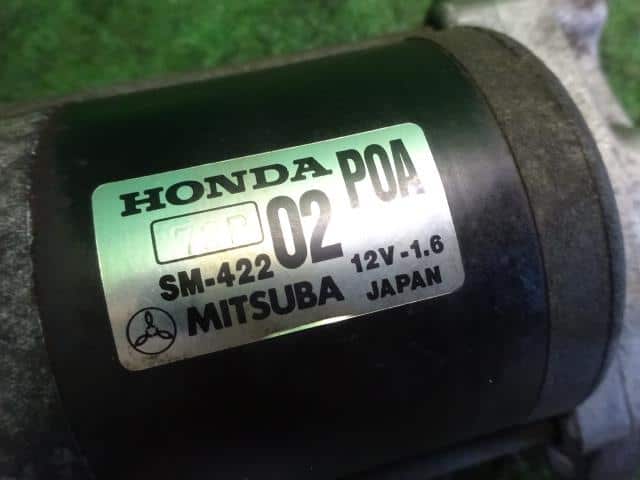 HONDA
02 POA
SM-422 12V-1.6
MITSUBA JAPAN